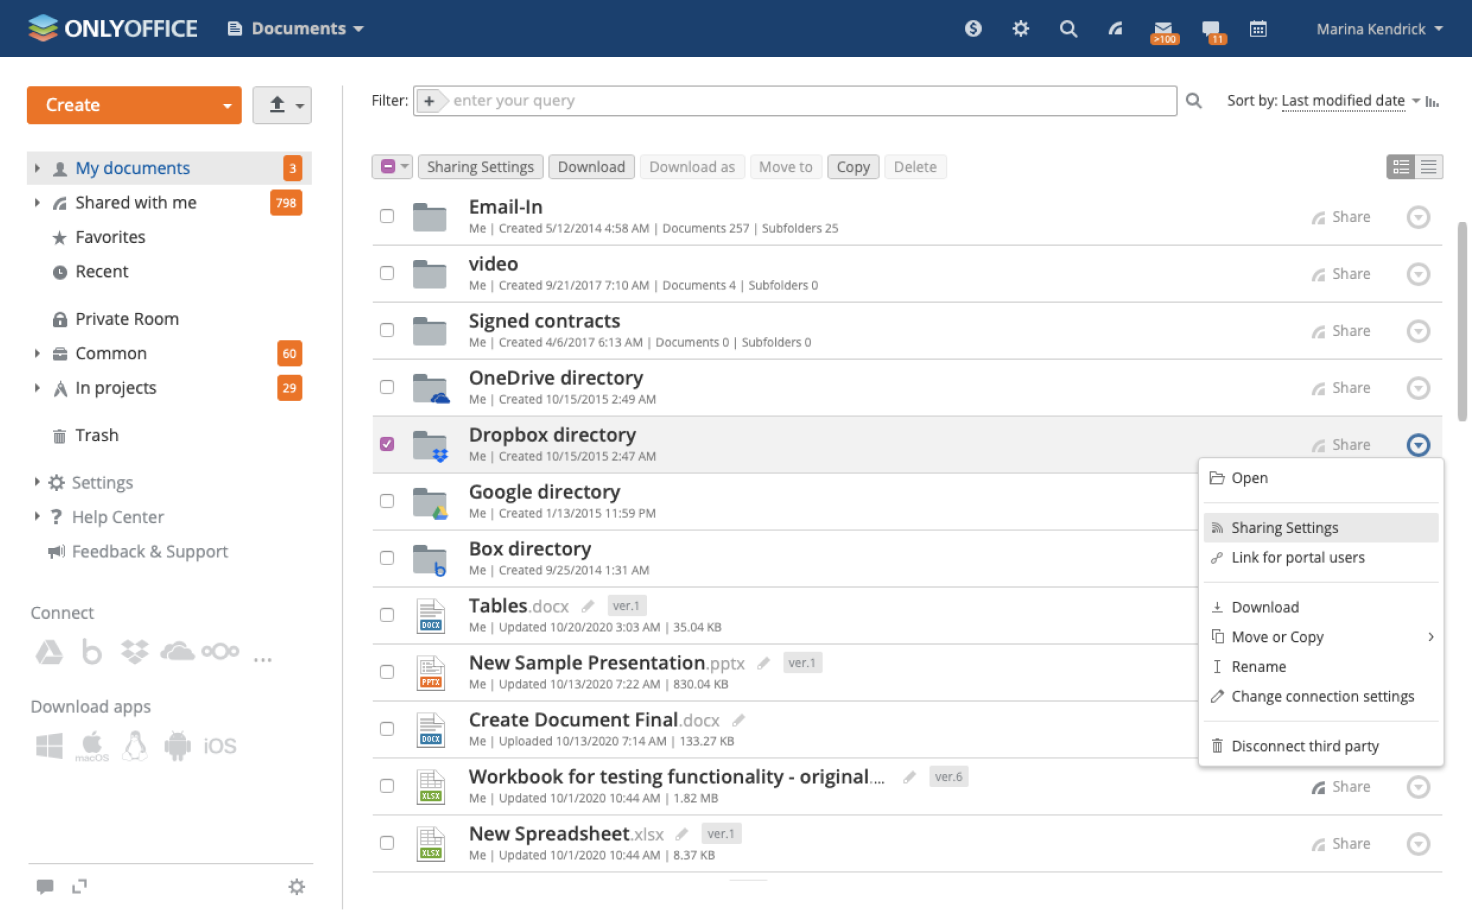 ONLYOFFICE
Documents
>100
11
Marina Kendrick
Create
My documents 3
Shared with me 798
Favorites
Recent
Private Room
Common 60
In projects 29
Trash
Settings
? Help Center
Feedback & Support
Connect
...
Download apps
macOS
iOS
Filter: + enter your query
Sort by: Last modified date
Sharing Settings Download Download as Move to Copy Delete
Email-In
Me | Created 5/12/2014 4:58 AM | Documents 257 | Subfolders 25
Share
video
Me | Created 9/21/2017 7:10 AM | Documents 4 | Subfolders 0
Share
Signed contracts
Me | Created 4/6/2017 6:13 AM | Documents 0 | Subfolders 0
Share
OneDrive directory
Me | Created 10/15/2015 2:49 AM
Share
Dropbox directory
Me | Created 10/15/2015 2:47 AM
Share
Google directory
Me | Created 1/13/2015 11:59 PM
Box directory
Me | Created 9/25/2014 1:31 AM
DOCX
Tables.docx ver.1
Me | Updated 10/20/2020 3:03 AM | 35.04 KB
PPTX
New Sample Presentation.pptx ver.1
Me | Updated 10/13/2020 7:22 AM | 830.04 KB
DOCX
Create Document Final.docx
Me | Uploaded 10/13/2020 7:14 AM | 133.27 KB
XLSX
Workbook for testing functionality - original.... ver.6
Me | Updated 10/1/2020 10:44 AM | 1.82 MB
Share
XLSX
New Spreadsheet.xlsx ver.1
Me | Updated 10/1/2020 10:44 AM | 8.37 KB
Share
Open
Sharing Settings
Link for portal users
Download
Move or Copy
Rename
Change connection settings
Disconnect third party